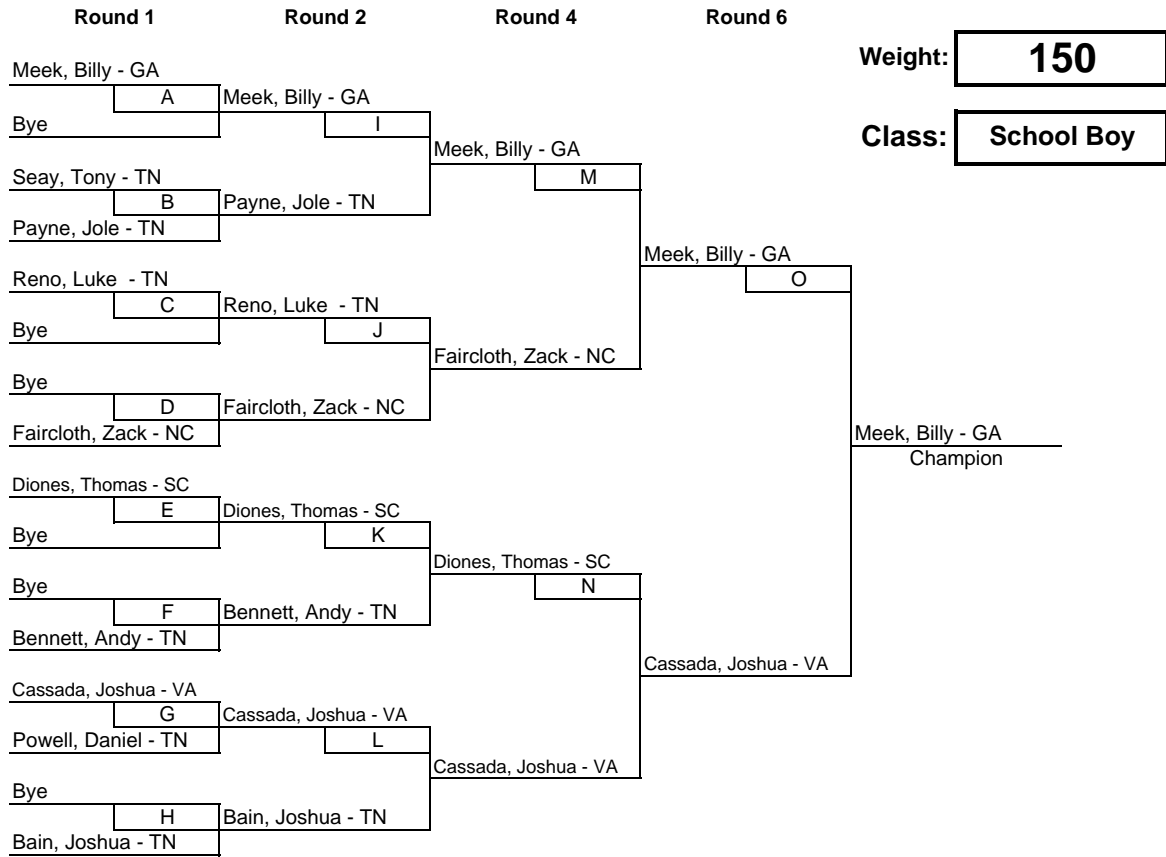 Round 1 Round 2 Round 4 Round 6
Weight: 150
Class: School Boy
Meek, Billy - GA
A Meek, Billy - GA
Bye I
Meek, Billy - GA
Seay, Tony - TN M
B Payne, Jole - TN
Payne, Jole - TN
Meek, Billy - GA
Reno, Luke - TN O
C Reno, Luke - TN
Bye J
Faircloth, Zack - NC
Bye
D Faircloth, Zack - NC
Faircloth, Zack - NC Meek, Billy - GA
Champion
Diones, Thomas - SC
E Diones, Thomas - SC
Bye K
Diones, Thomas - SC
Bye N
F Bennett, Andy - TN
Bennett, Andy - TN
Cassada, Joshua - VA
Cassada, Joshua - VA
G Cassada, Joshua - VA
Powell, Daniel - TN L
Cassada, Joshua - VA
Bye
H Bain, Joshua - TN
Bain, Joshua - TN